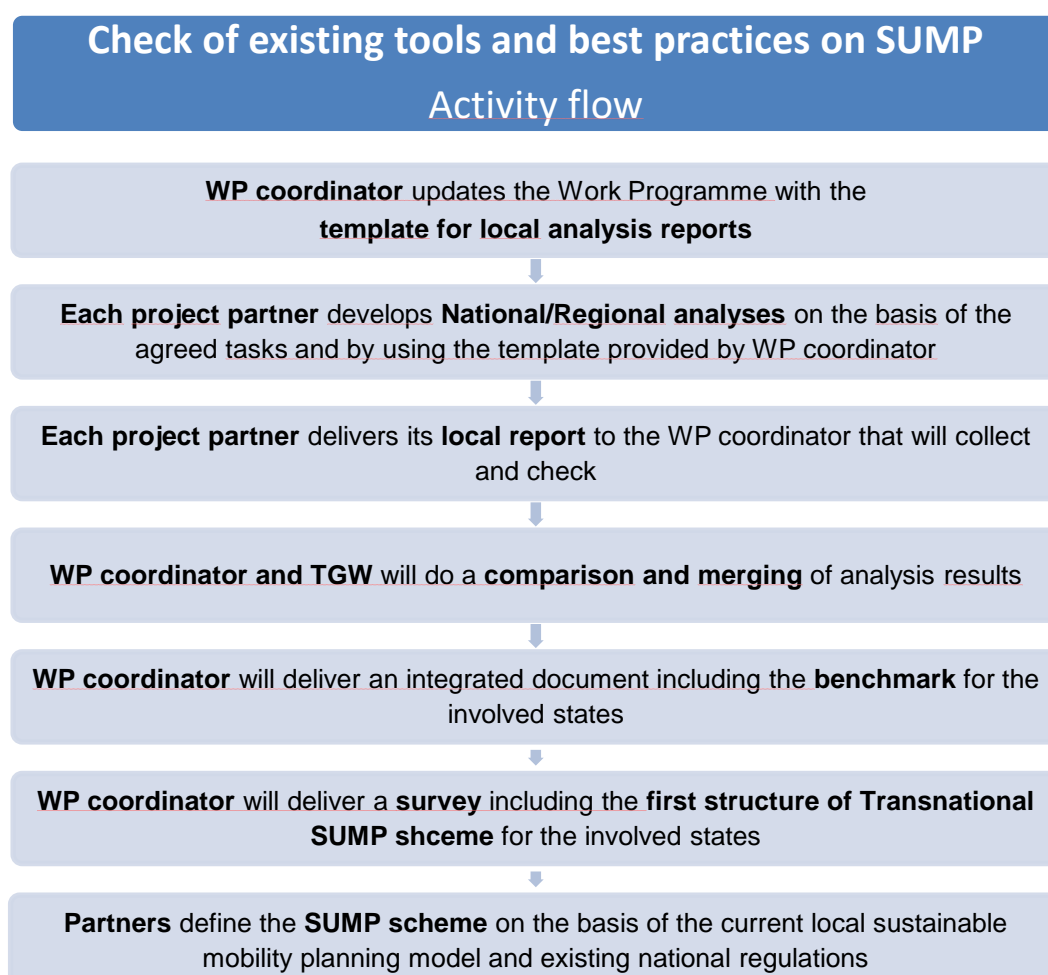 Check of existing tools and best practices on SUMP
Activity flow
WP coordinator updates the Work Programme with the
template for local analysis reports
Each project partner develops National/Regional analyses on the basis of the
agreed tasks and by using the template provided by WP coordinator
Each project partner delivers its local report to the WP coordinator that will collect
and check
WP coordinator and TGW will do a comparison and merging of analysis results
WP coordinator will deliver an integrated document including the benchmark for the
involved states
WP coordinator will deliver a survey including the first structure of Transnational
SUMP shceme for the involved states
Partners define the SUMP scheme on the basis of the current local sustainable
mobility planning model and existing national regulations